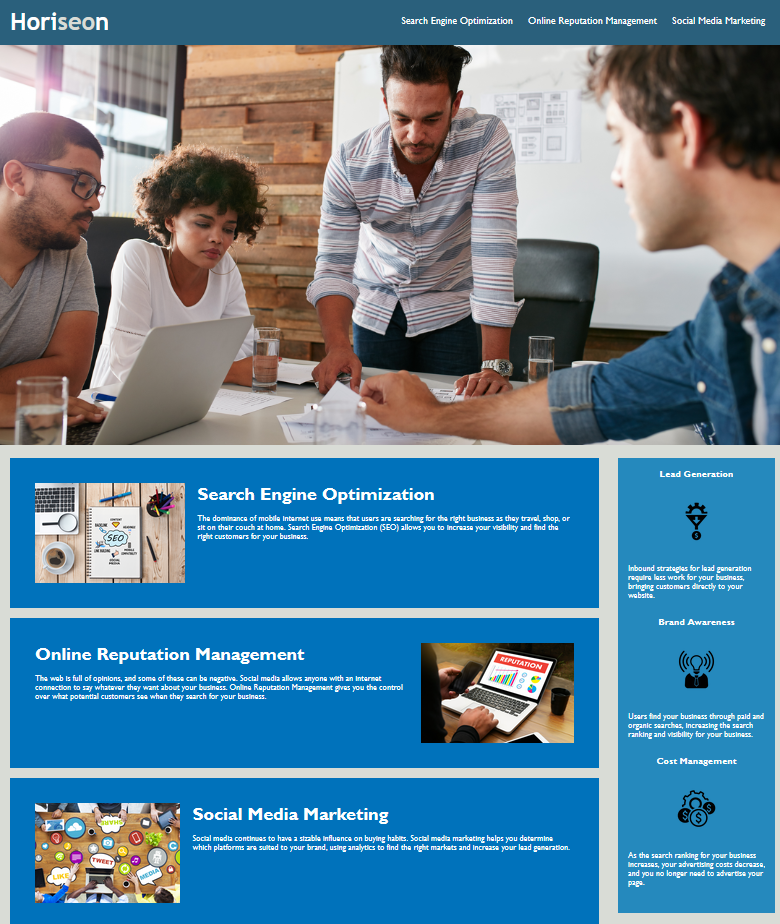 Horiseon
Search Engine Optimization Online Reputation Management Social Media Marketing
Search Engine Optimization
The dominance of mobile internet use means that users are searching for the right business as they travel, shop, or
sit on their couch at home. Search Engine Optimization (SEO) allows you to increase your visibility and find the
right customers for your business.
SEO
Online Reputation Management
The web is full of opinions, and some of these can be negative. Social media allows anyone with an internet
connection to say whatever they want about your business. Online Reputation Management gives you the control
over what potential customers see when they search for your business.
REPUTATION
Social Media Marketing
Social media continues to have a sizable influence on buying habits. Social media marketing helps you determine
which platforms are suited to your brand, using analytics to find the right markets and increase your lead generation.
SHARE
TWEET
LIKE
MEDIA
Lead Generation
Inbound strategies for lead generation
require less work for your business,
bringing customers directly to your
website.
Brand Awareness
Users find your business through paid and
organic searches, increasing the search
ranking and visibility for your business.
Cost Management
As the search ranking for your business
increases, your advertising costs decrease,
and you no longer need to advertise your
page.